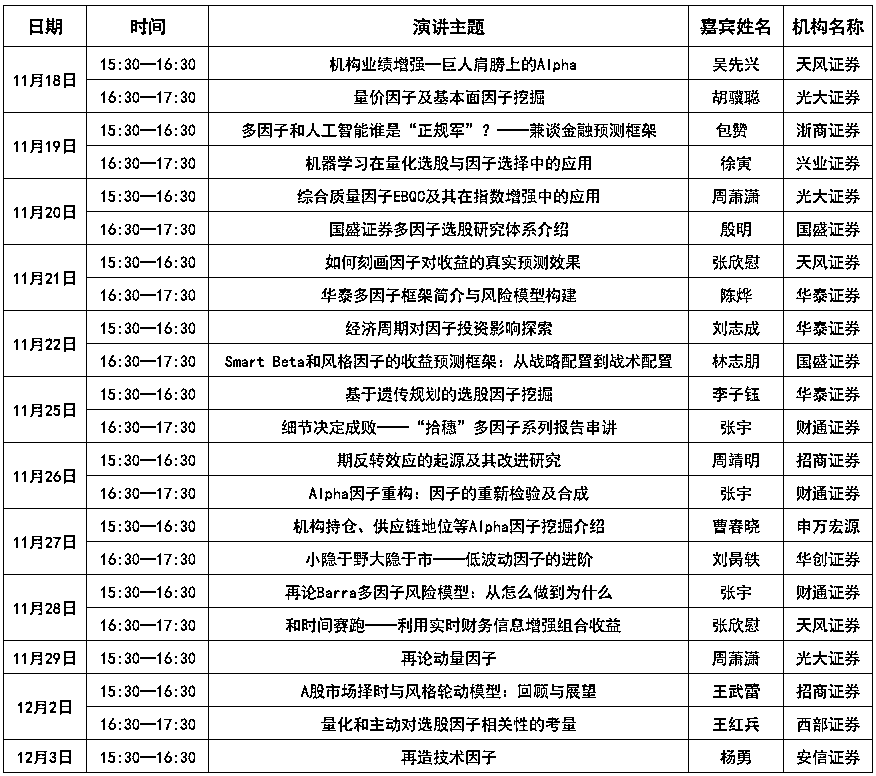 日期 时间 演讲主题 嘉宾姓名 机构名称
11月18日 15:30—16:30 机构业绩增强—巨人肩膀上的Alpha 吴先兴 天风证券
16:30—17:30 量价因子及基本面因子挖掘 胡骥聪 光大证券
11月19日 15:30—16:30 多因子和人工智能谁是“正规军”？——兼谈金融预测框架 包赞 浙商证券
16:30—17:30 机器学习在量化选股与因子选择中的应用 徐寅 兴业证券
11月20日 15:30—16:30 综合质量因子EBQC及其在指数增强中的应用 周萧潇 光大证券
16:30—17:30 国盛证券多因子选股研究体系介绍 殷明 国盛证券
11月21日 15:30—16:30 如何刻画因子对收益的真实预测效果 张欣慰 天风证券
16:30—17:30 华泰多因子框架简介与风险模型构建 陈烨 华泰证券
11月22日 15:30—16:30 经济周期对因子投资影响探索 刘志成 华泰证券
16:30—17:30 Smart Beta和风格因子的收益预测框架：从战略配置到战术配置 林志朋 国盛证券
11月25日 15:30—16:30 基于遗传规划的选股因子挖掘 李子钰 华泰证券
16:30—17:30 细节决定成败——“拾穗”多因子系列报告串讲 张宇 财通证券
11月26日 15:30—16:30 期反转效应的起源及其改进研究 周靖明 招商证券
16:30—17:30 Alpha因子重构：因子的重新检验及合成 张宇 财通证券
11月27日 15:30—16:30 机构持仓、供应链地位等Alpha因子挖掘介绍 曹春晓 申万宏源
16:30—17:30 小隐于野大隐于市——低波动因子的进阶 刘昺轶 华创证券
11月28日 15:30—16:30 再论Barra多因子风险模型：从怎么做到为什么 张宇 财通证券
16:30—17:30 和时间赛跑——利用实时财务信息增强组合收益 张欣慰 天风证券
11月29日 15:30—16:30 再论动量因子 周萧潇 光大证券
12月2日 15:30—16:30 A股市场择时与风格轮动模型：回顾与展望 王武蕾 招商证券
16:30—17:30 量化和主动对选股因子相关性的考量 王红兵 西部证券
12月3日 15:30—16:30 再造技术因子 杨勇 安信证券